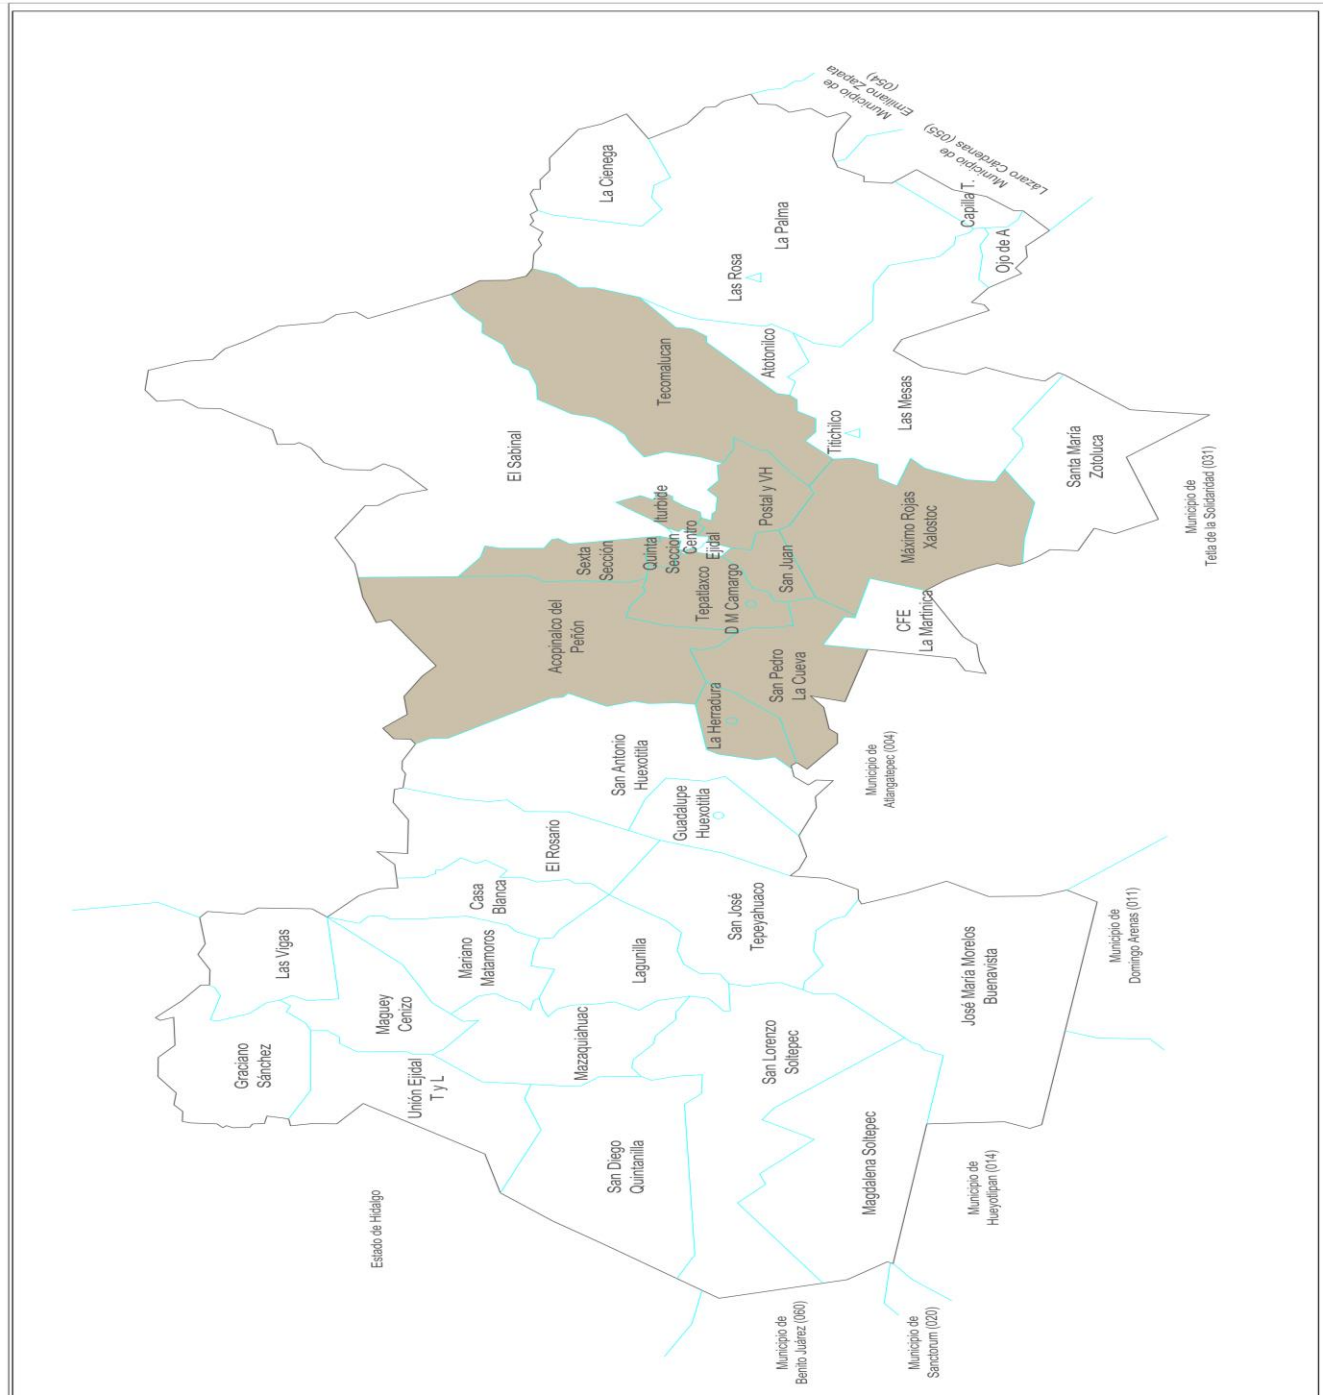 Graciano
Sánchez
Las Vigas
Estado de Hidalgo
Maguey
Cenizo
Unión Ejidal
T y L
Mariano
Matamoros
Casa
Blanca
El Sabinal
El Rosario
Acopinalco del
Peñón
Mazaquiahuac
Sexta
Sección
La Cienega
San Diego
Quintanilla
San Antonio
Huexotitla
Lagunilla
Quinta
Seccion
Iturbide
Tecomalucan
Guadalupe
Huexotitla
Centro
Tepatlaxco
Ejidal
La Herradura
D M Camargo
San José
Tepeyahuaco
Las Rosa
Postal y VH
San Lorenzo
Soltepec
Atotonilco
San Pedro
La Cueva
Municipio de
Benito Juárez (060)
La Palma
San Juan
Titichilco
Magdalena Soltepec
Municipio de
Atlangatepec (004)
Municipio de
Emiliano Zapata
(054)
Las Mesas
CFE
La Martinica
Máximo Rojas
Xalostoc
Municipio de
Sanctorum (020)
José María Morelos
Buenavista
Capilla T.
Municipio de
Lázaro Cárdenas (055)
Municipio de
Hueyotlipan (014)
Ojo de A
Santa María
Zotoluca
Municipio de
Domingo Arenas (011)
Municipio de
Tetla de la Solidaridad (031)